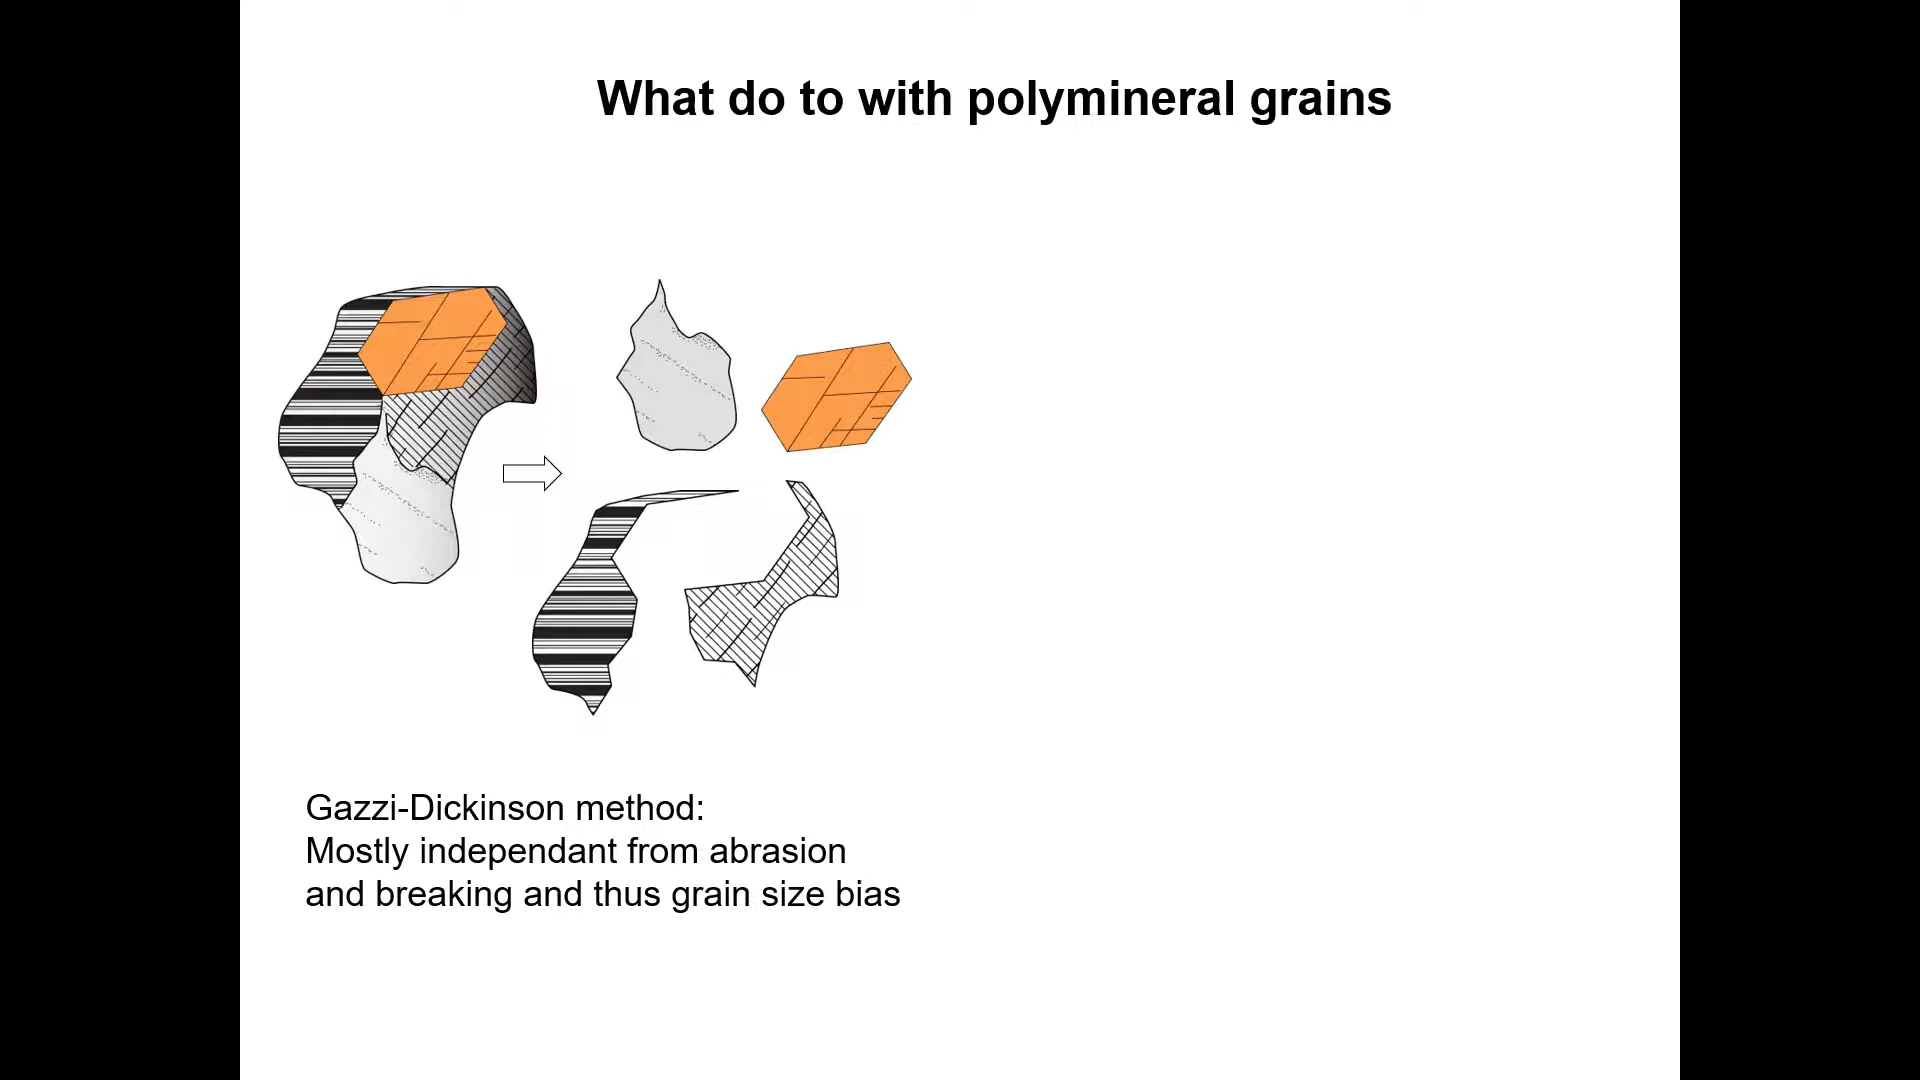 What do to with polymineral grains
Gazzi-Dickinson method:
Mostly independant from abrasion
and breaking and thus grain size bias